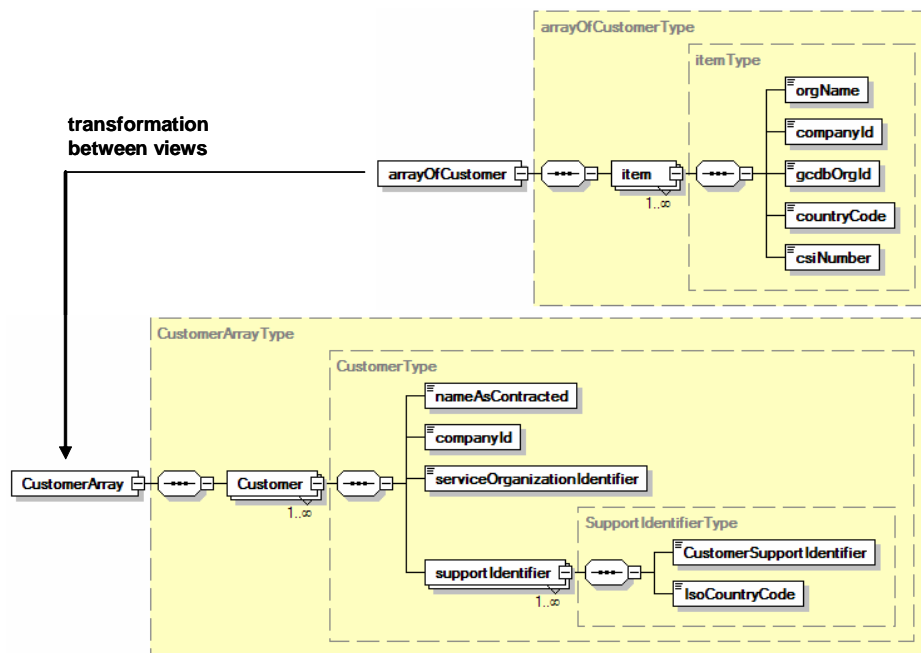 arrayOfCustomerType
itemType
orgName
transformation
between views
companyId
arrayOfCustomer
item
gcdbOrgId
1..∞
countryCode
csiNumber
CustomerArrayType
CustomerType
nameAsContracted
companyId
CustomerArray
Customer
serviceOrganizationIdentifier
1..∞
SupportIdentifierType
CustomerSupportIdentifier
supportIdentifier
IsoCountryCode
1..∞